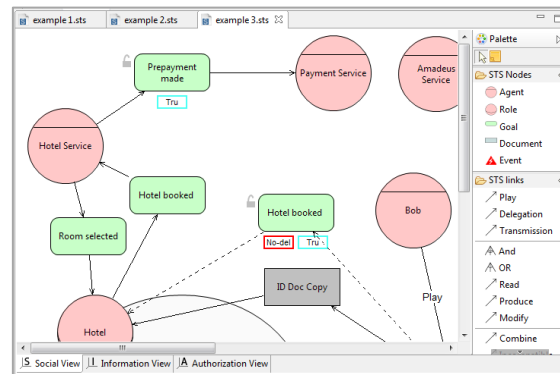 example 1.sts
example 2.sts
example 3.sts
Palette
Prepayment
made
Payment Service
Amadeus
Service
Tru
STS Nodes
Agent
Role
Goal
Document
Event
Hotel Service
Hotel booked
Hotel booked
Bob
STS links
Play
Delegation
Transmission
Room selected
No-del
Tru
And
OR
Read
Produce
Modify
Combine
ID Doc Copy
Play
Hotel
Social View
Information View
Authorization View